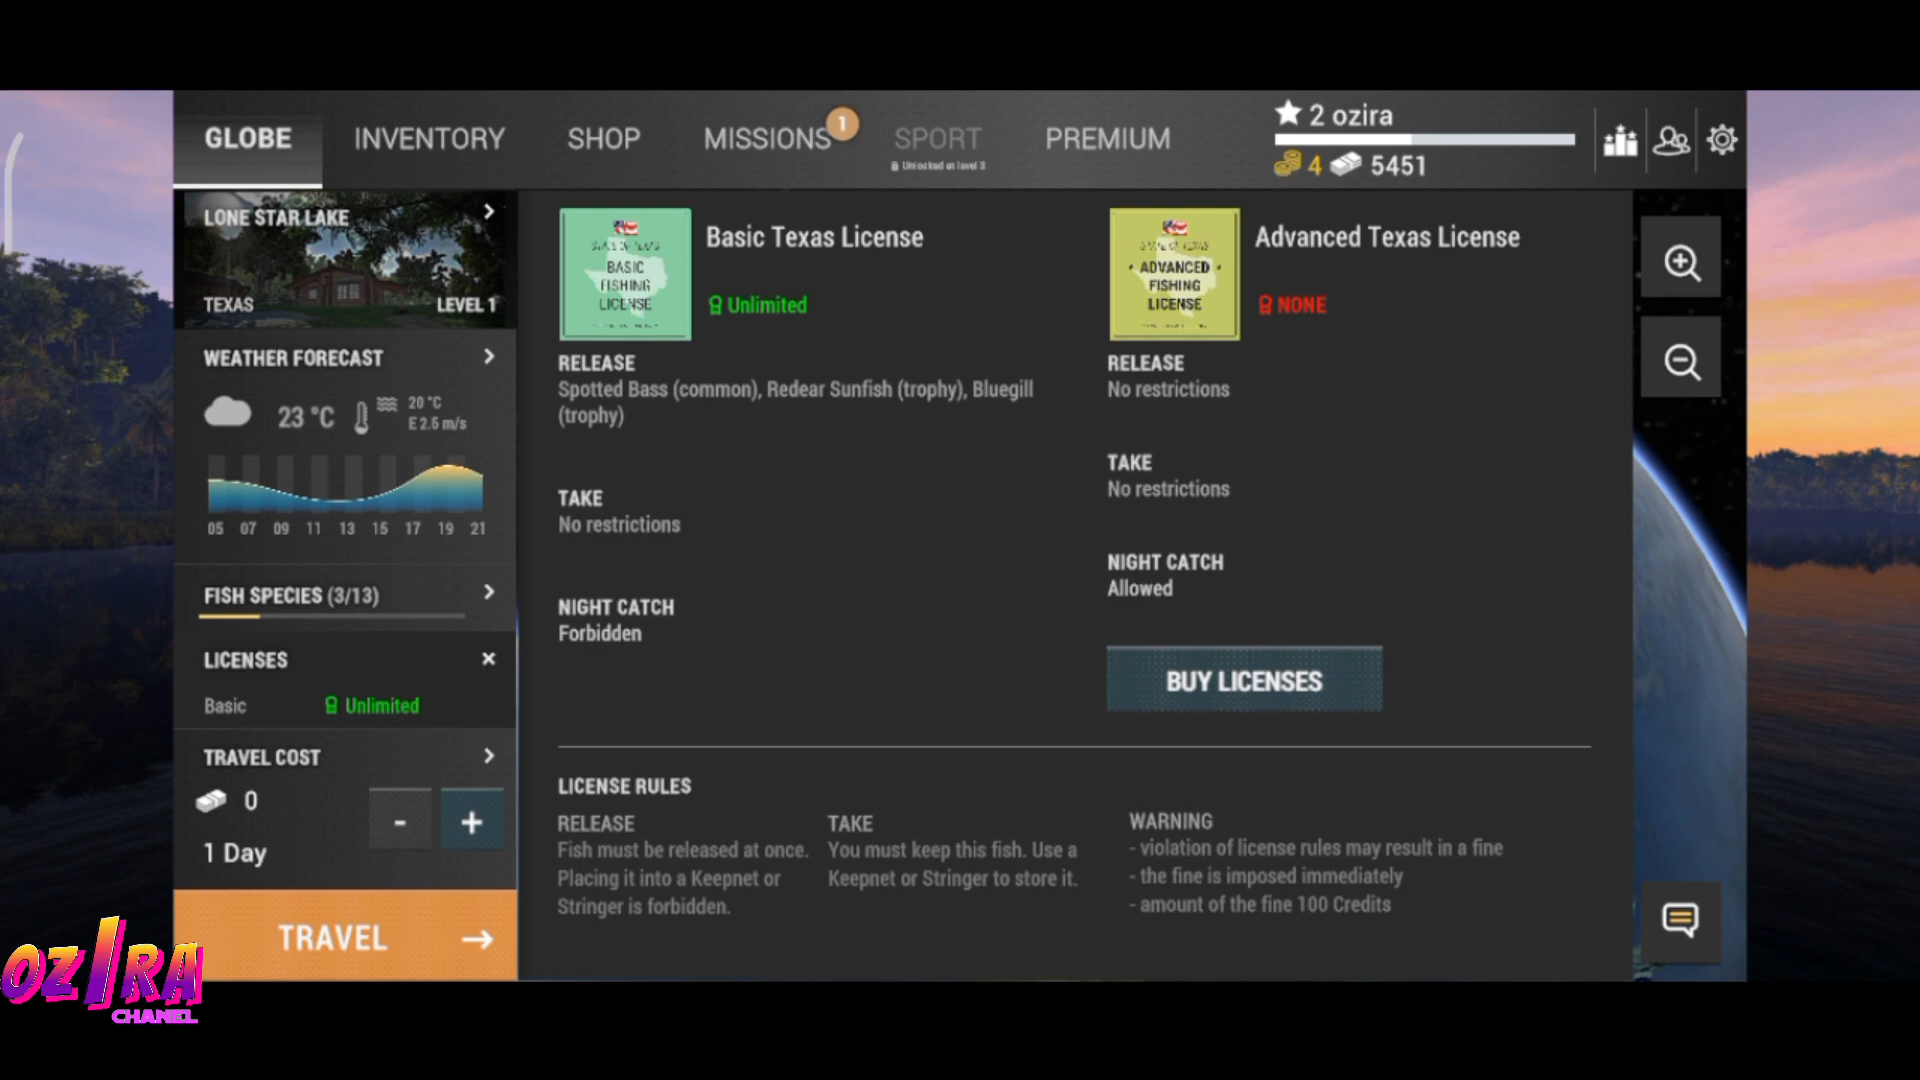 GLOBE
INVENTORY
SHOP
MISSIONS
1
SPORT
Unlocked at level 3
PREMIUM
2 ozira
4 5451
LONE STAR LAKE
TEXAS LEVEL 1
WEATHER FORECAST
23 °C
20 °C
E 2.5 m/s
05 07 09 11 13 15 17 19 21
FISH SPECIES (3/13)
LICENSES
Basic Unlimited
TRAVEL COST
0
- +
1 Day
TRAVEL
BASIC
FISHING
LICENSE
Basic Texas License
Unlimited
RELEASE
Spotted Bass (common), Redear Sunfish (trophy), Bluegill
(trophy)
TAKE
No restrictions
NIGHT CATCH
Forbidden
ADVANCED
FISHING
LICENSE
Advanced Texas License
NONE
RELEASE
No restrictions
TAKE
No restrictions
NIGHT CATCH
Allowed
BUY LICENSES
LICENSE RULES
RELEASE
Fish must be released at once.
Placing it into a Keepnet or
Stringer is forbidden.
TAKE
You must keep this fish. Use a
Keepnet or Stringer to store it.
WARNING
- violation of license rules may result in a fine
- the fine is imposed immediately
- amount of the fine 100 Credits
OZIRA
CHANEL